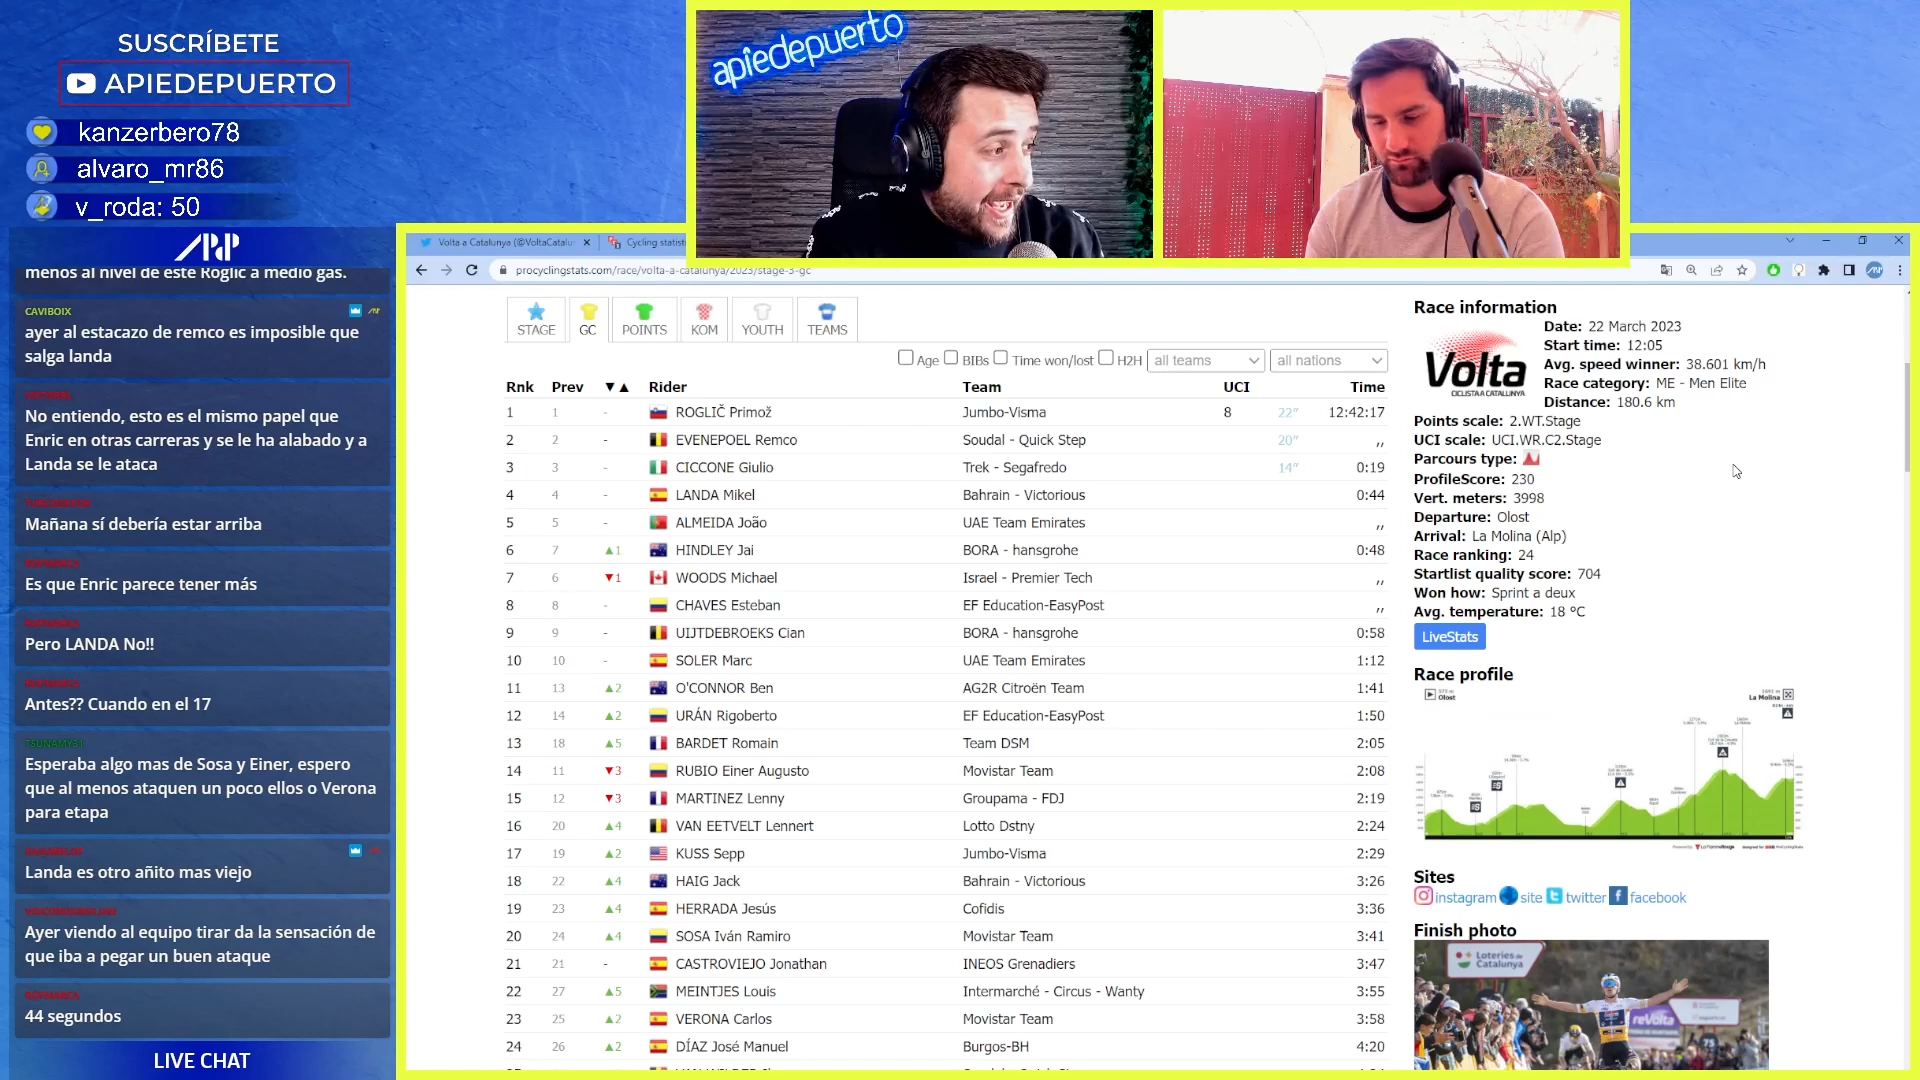 SUSCRÍBETE
APIEDEPUERTO
kanzerbero78
alvaro_mr86
v_roda: 50
menos al nivel de este Roglic a medio gas.
CAVIBOIX
ayer al estacazo de remco es imposible que
salga landa
No entiendo, esto es el mismo papel que
Enric en otras carreras y se le ha alabado y a
Landa se le ataca
Mañana sí debería estar arriba
Es que Enric parece tener más
Pero LANDA No!!
Antes?? Cuando en el 17
TSUNAMY31
Esperaba algo mas de Sosa y Einer, espero
que al menos ataquen un poco ellos o Verona
para etapa
Landa es otro añito mas viejo
Ayer viendo al equipo tirar da la sensación de
que iba a pegar un buen ataque
44 segundos
LIVE CHAT
apiedepuerto
Volta a Catalunya (@VoltaCatalu
Cycling statist
procyclingstats.com/race/volta-a-catalunya/2023/stage-3-gc
STAGE GC POINTS KOM YOUTH TEAMS
Age BIBs Time won/lost H2H all teams all nations
Rnk Prev ▼▲ Rider Team UCI Time
1 1 - ROGLIČ Primož Jumbo-Visma 8 22″ 12:42:17
2 2 - EVENEPOEL Remco Soudal - Quick Step 20″ ,,
3 3 - CICCONE Giulio Trek - Segafredo 14″ 0:19
4 4 - LANDA Mikel Bahrain - Victorious 0:44
5 5 - ALMEIDA João UAE Team Emirates ,,
6 7 ▲1 HINDLEY Jai BORA - hansgrohe 0:48
7 6 ▼1 WOODS Michael Israel - Premier Tech ,,
8 8 - CHAVES Esteban EF Education-EasyPost ,,
9 9 - UIJTDEBROEKS Cian BORA - hansgrohe 0:58
10 10 - SOLER Marc UAE Team Emirates 1:12
11 13 ▲2 O'CONNOR Ben AG2R Citroën Team 1:41
12 14 ▲2 URÁN Rigoberto EF Education-EasyPost 1:50
13 18 ▲5 BARDET Romain Team DSM 2:05
14 11 ▼3 RUBIO Einer Augusto Movistar Team 2:08
15 12 ▼3 MARTINEZ Lenny Groupama - FDJ 2:19
16 20 ▲4 VAN EETVELT Lennert Lotto Dstny 2:24
17 19 ▲2 KUSS Sepp Jumbo-Visma 2:29
18 22 ▲4 HAIG Jack Bahrain - Victorious 3:26
19 23 ▲4 HERRADA Jesús Cofidis 3:36
20 24 ▲4 SOSA Iván Ramiro Movistar Team 3:41
21 21 - CASTROVIEJO Jonathan INEOS Grenadiers 3:47
22 27 ▲5 MEINTJES Louis Intermarché - Circus - Wanty 3:55
23 25 ▲2 VERONA Carlos Movistar Team 3:58
24 26 ▲2 DÍAZ José Manuel Burgos-BH 4:20
Race information
Volta
CICLISTA A CATALUNYA
Date: 22 March 2023
Start time: 12:05
Avg. speed winner: 38.601 km/h
Race category: ME - Men Elite
Distance: 180.6 km
Points scale: 2.WT.Stage
UCI scale: UCI.WR.C2.Stage
Parcours type:
ProfileScore: 230
Vert. meters: 3998
Departure: Olost
Arrival: La Molina (Alp)
Race ranking: 24
Startlist quality score: 704
Won how: Sprint a deux
Avg. temperature: 18 °C
LiveStats
Race profile
Olost
La Molina
Sites
instagram site twitter facebook
Finish photo
Loteries de
Catalunya
reVolta